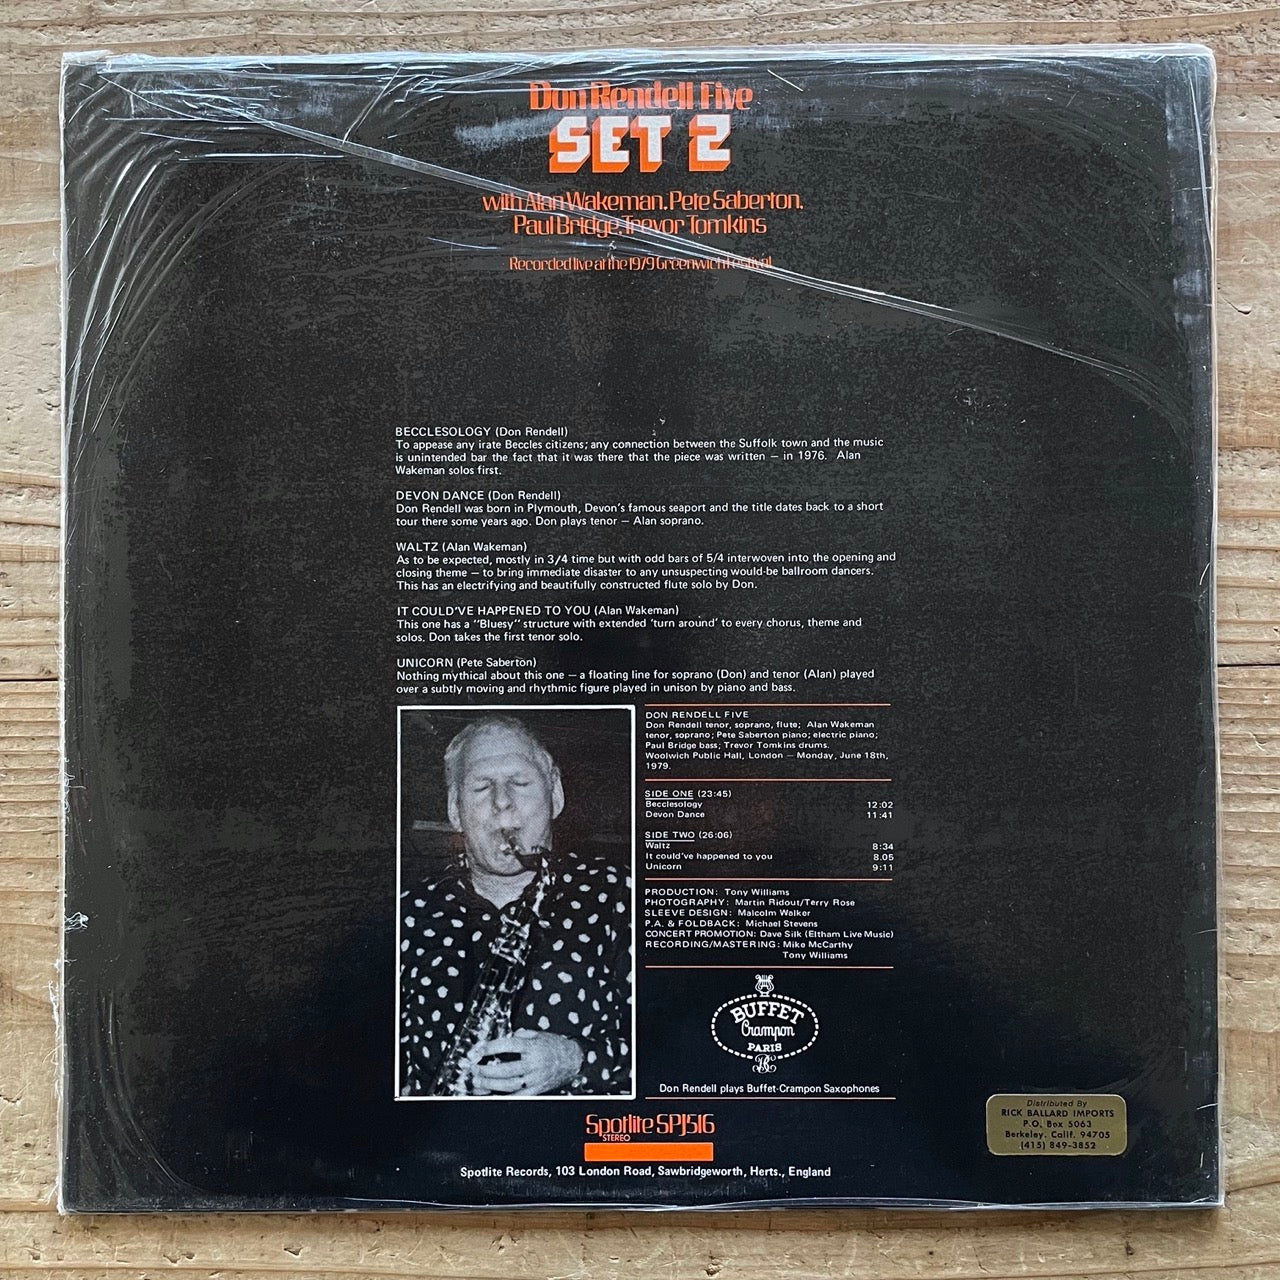 Don Rendell Five
SET 2
with Alan Wakeman, Pete Saberton,
Paul Bridge, Trevor Tomkins
Recorded live at the 1979 Greenwich Festival
BECCLESOLOGY (Don Rendell)
To appease any irate Beccles citizens; any connection between the Suffolk town and the music
is unintended bar the fact that it was there that the piece was written – in 1976. Alan
Wakeman solos first.
DEVON DANCE (Don Rendell)
Don Rendell was born in Plymouth, Devon's famous seaport and the title dates back to a short
tour there some years ago. Don plays tenor – Alan soprano.
WALTZ (Alan Wakeman)
As to be expected, mostly in 3/4 time but with odd bars of 5/4 interwoven into the opening and
closing theme – to bring immediate disaster to any unsuspecting would-be ballroom dancers.
This has an electrifying and beautifully constructed flute solo by Don.
IT COULD'VE HAPPENED TO YOU (Alan Wakeman)
This one has a "Bluesy" structure with extended 'turn around' to every chorus, theme and
solos. Don takes the first tenor solo.
UNICORN (Pete Saberton)
Nothing mythical about this one – a floating line for soprano (Don) and tenor (Alan) played
over a subtly moving and rhythmic figure played in unison by piano and bass.
DON RENDELL FIVE
Don Rendell tenor, soprano, flute; Alan Wakeman
tenor, soprano; Pete Saberton piano; electric piano;
Paul Bridge bass; Trevor Tomkins drums.
Woolwich Public Hall, London – Monday, June 18th,
1979.
SIDE ONE (23:45)
Becclesology 12:02
Devon Dance 11:41
SIDE TWO (26:06)
Waltz 8:34
It could've happened to you 8.05
Unicorn 9:11
PRODUCTION: Tony Williams
PHOTOGRAPHY: Martin Ridout/Terry Rose
SLEEVE DESIGN: Malcolm Walker
P.A. & FOLDBACK: Michael Stevens
CONCERT PROMOTION: Dave Silk (Eltham Live Music)
RECORDING/MASTERING: Mike McCarthy
Tony Williams
BUFFET
Crampon
PARIS
BC
Don Rendell plays Buffet-Crampon Saxophones
Spotlite SPJ516
STEREO
Spotlite Records, 103 London Road, Sawbridgeworth, Herts., England
Distributed By
RICK BALLARD IMPORTS
P.O. Box 5063
Berkeley, Calif. 94705
(415) 849-3852